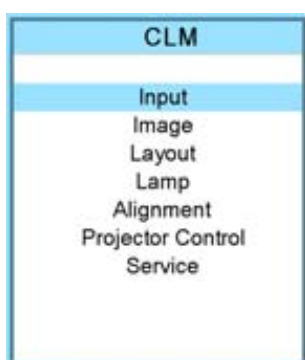 CLM
Input
Image
Layout
Lamp
Alignment
Projector Control
Service